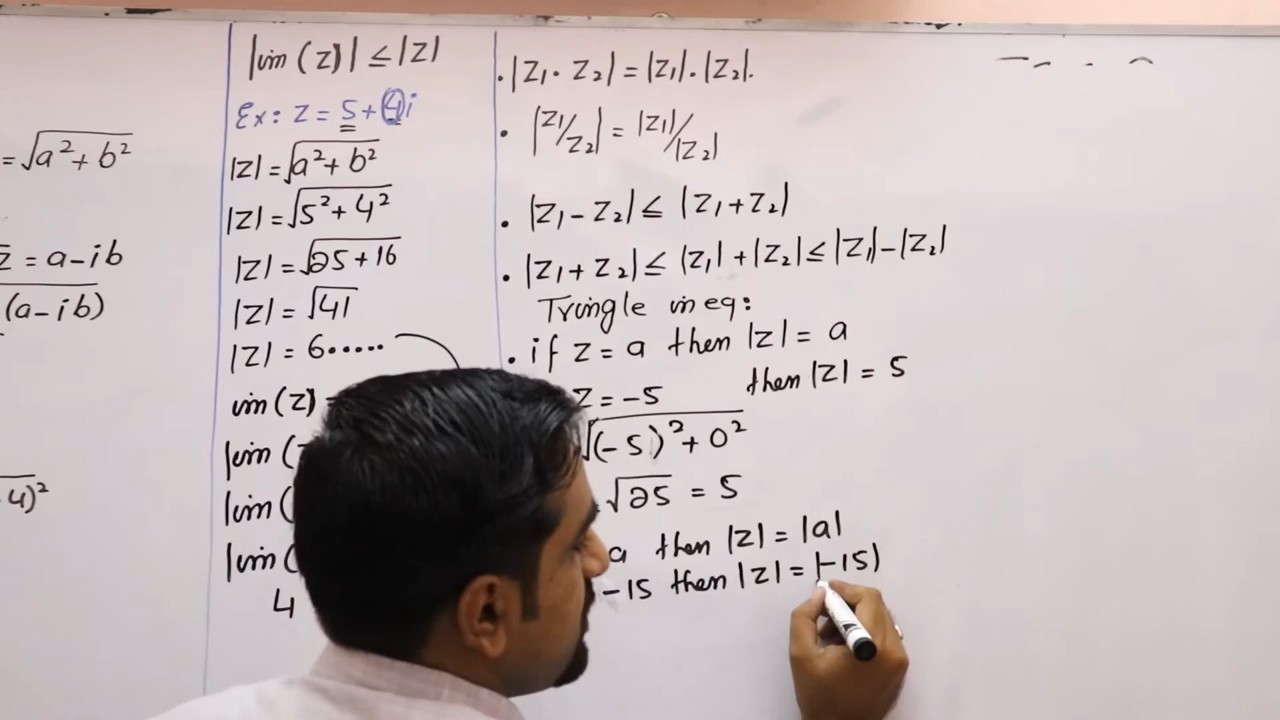 = √(a² + b²)
z̅ = a - ib
(a - ib)
4)²
|im (z)| ≤ |z|
Ex: z = 5 + 4i
|z| = √(a² + b²)
|z| = √(5² + 4²)
|z| = √(25 + 16)
|z| = √41
|z| = 6.....
im (z)
|im (
|im (
|im (
4
• |z₁ · z₂| = |z₁| · |z₂|.
• |z₁/z₂| = |z₁|/|z₂|
• |z₁ - z₂| ≤ |z₁ + z₂|
• |z₁ + z₂| ≤ |z₁| + |z₂| ≤ |z₁| - |z₂|
Tringle in eq:
• if z = a then |z| = a
z = -5 then |z| = 5
√((-5)² + 0²)
√25 = 5
a then |z| = |a|
-15 then |z| = |-15|